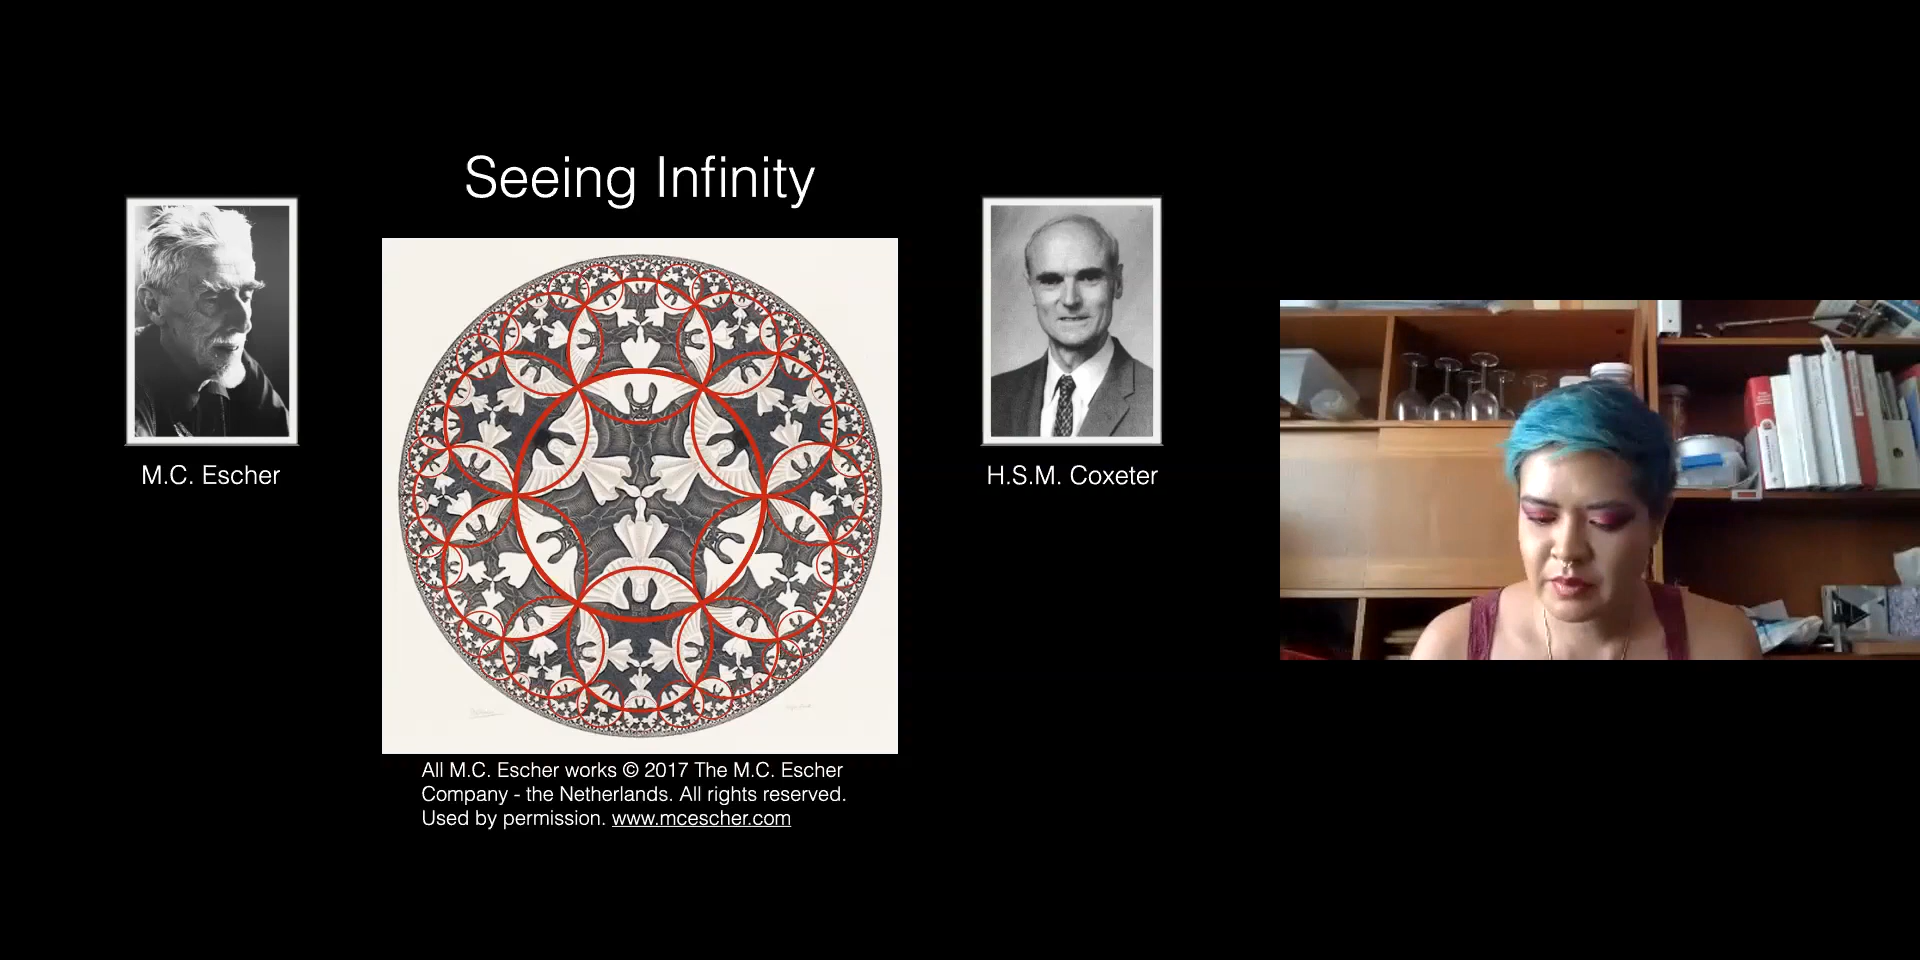 Seeing Infinity
M.C. Escher
H.S.M. Coxeter
All M.C. Escher works © 2017 The M.C. Escher
Company - the Netherlands. All rights reserved.
Used by permission. www.mcescher.com